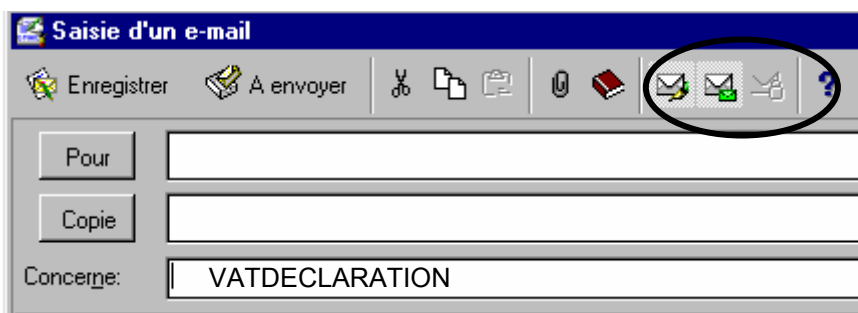 Saisie d'un e-mail
Enregistrer A envoyer ?
Pour
Copie
Concerne: VATDECLARATION